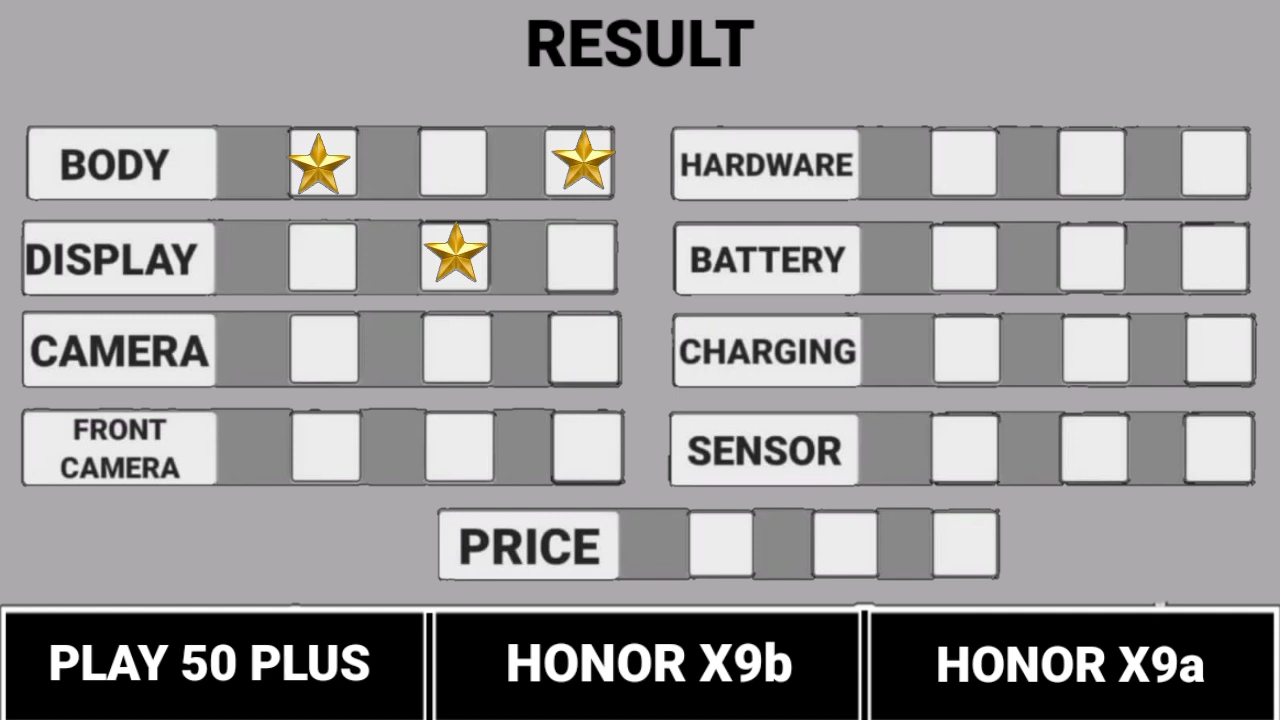 RESULT
BODY
DISPLAY
CAMERA
FRONT
CAMERA
HARDWARE
BATTERY
CHARGING
SENSOR
PRICE
PLAY 50 PLUS
HONOR X9b
HONOR X9a